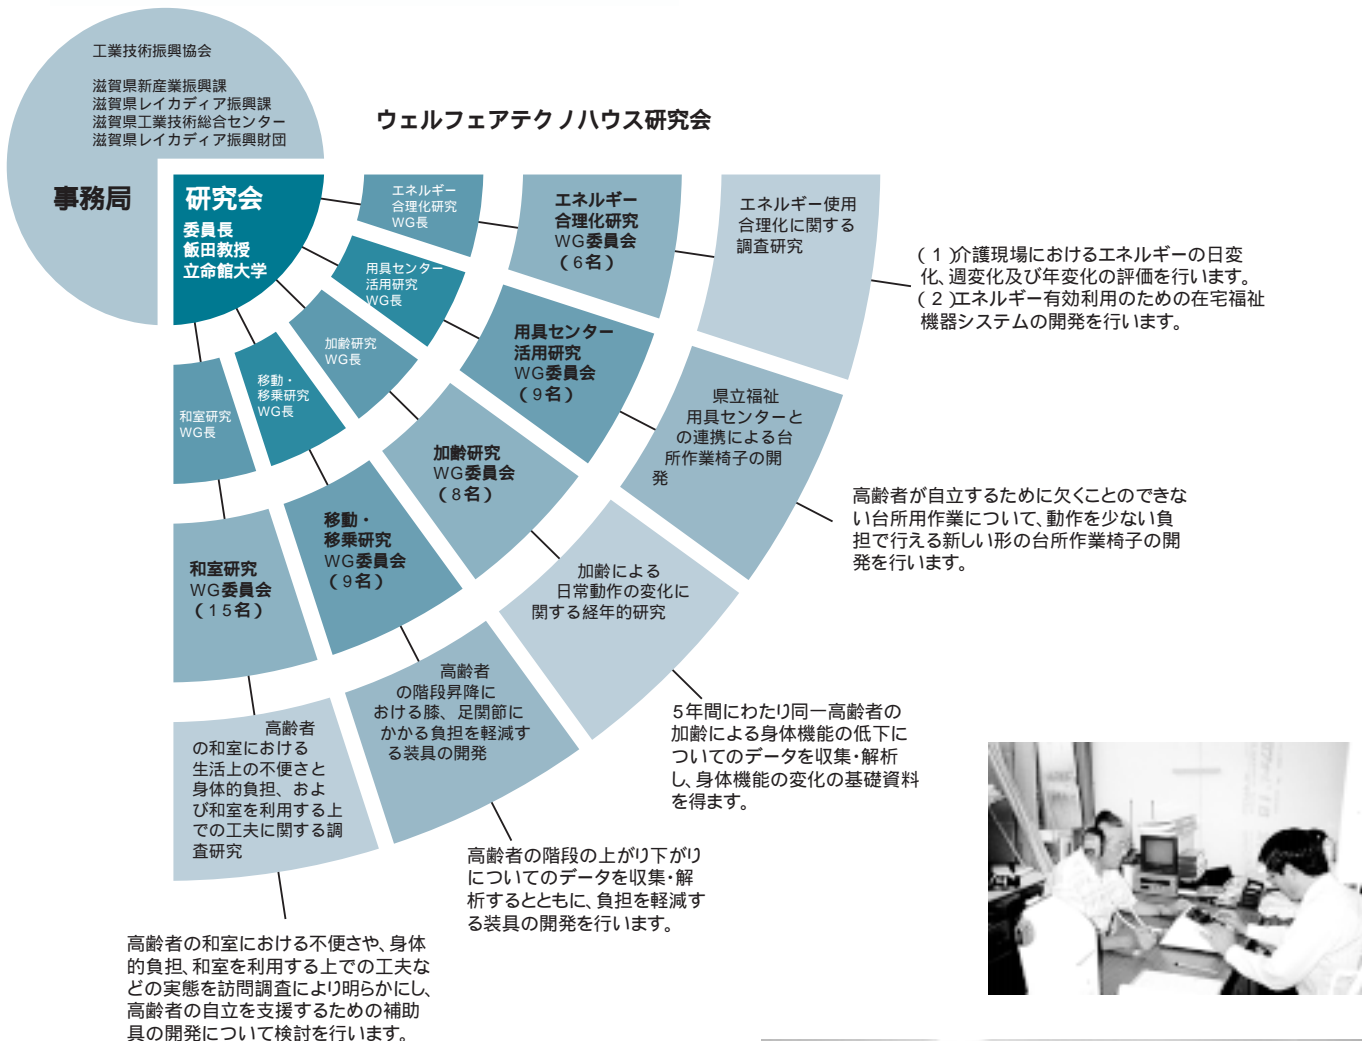 工業技術振興協会
滋賀県新産業振興課
滋賀県レイカディア振興課
滋賀県工業技術総合センター
滋賀県レイカディア振興財団
事務局
ウェルフェアテクノハウス研究会
研究会
委員長
飯田教授
立命館大学
エネルギー
合理化研究
WG長
用具センター
活用研究
WG長
加齢研究
WG長
移動・
移乗研究
WG長
和室研究
WG長
エネルギー
合理化研究
WG委員会
(6名)
用具センター
活用研究
WG委員会
(9名)
加齢研究
WG委員会
(8名)
移動・
移乗研究
WG委員会
(9名)
和室研究
WG委員会
(15名)
エネルギー使用
合理化に関する
調査研究
県立福祉
用具センターと
の連携による台
所作業椅子の開
発
加齢による
日常動作の変化に
関する経年的研究
高齢者
の階段昇降に
おける膝、足関節に
かかる負担を軽減す
る装具の開発
高齢者
の和室における
生活上の不便さと
身体的負担、およ
び和室を利用する上
での工夫に関する調
査研究
(1)介護現場におけるエネルギーの日変
化、週変化及び年変化の評価を行います。
(2)エネルギー有効利用のための在宅福祉
機器システムの開発を行います。
高齢者が自立するために欠くことのできな
い台所用作業について、動作を少ない負
担で行える新しい形の台所作業椅子の開
発を行います。
5年間にわたり同一高齢者の
加齢による身体機能の低下に
ついてのデータを収集・解析
し、身体機能の変化の基礎資料
を得ます。
高齢者の階段の上がり下がり
についてのデータを収集・解
析するとともに、負担を軽減す
る装具の開発を行います。
高齢者の和室における不便さや、身体
的負担、和室を利用する上での工夫な
どの実態を訪問調査により明らかにし、
高齢者の自立を支援するための補助
具の開発について検討を行います。